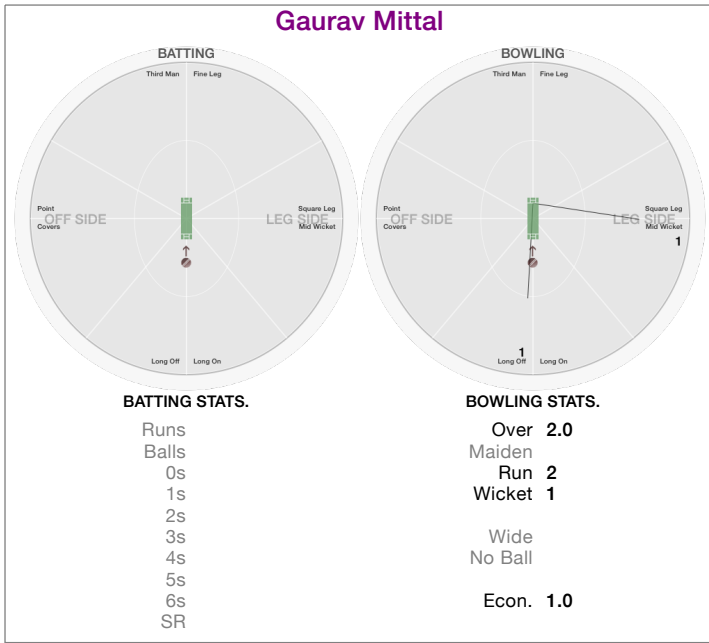 Gaurav Mittal
BATTING
Third Man Fine Leg
Point Square Leg
OFF SIDE LEG SIDE
Covers Mid Wicket
Long Off Long On
BOWLING
Third Man Fine Leg
Point Square Leg
OFF SIDE LEG SIDE
Covers Mid Wicket
1
1
Long Off Long On
BATTING STATS.
Runs
Balls
0s
1s
2s
3s
4s
5s
6s
SR
BOWLING STATS.
Over 2.0
Maiden
Run 2
Wicket 1
Wide
No Ball
Econ. 1.0